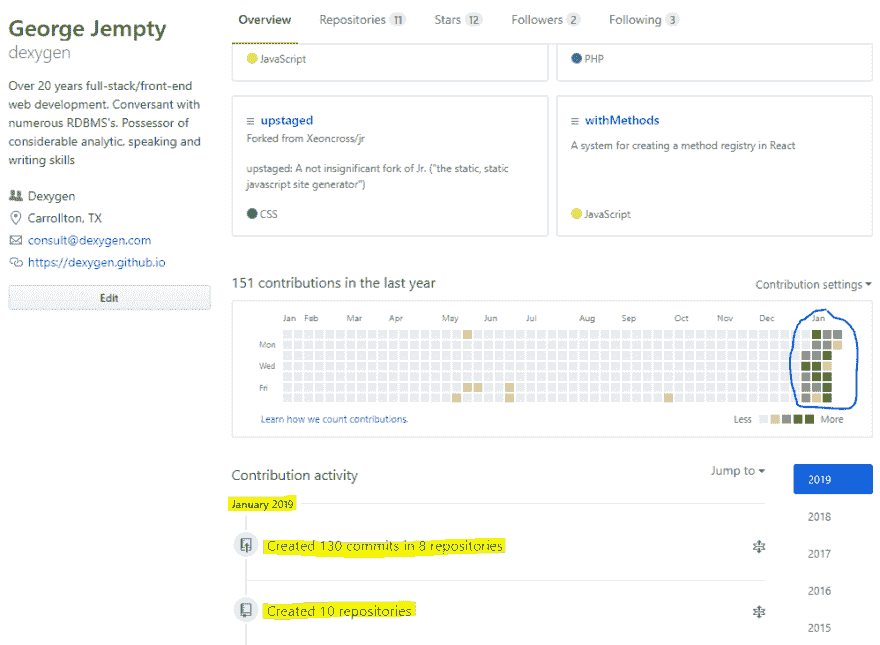 George Jempty
dexygen
Over 20 years full-stack/front-end
web development. Conversant with
numerous RDBMS's. Possessor of
considerable analytic, speaking and
writing skills
Dexygen
Carrollton, TX
consult@dexygen.com
https://dexygen.github.io
Edit
Overview Repositories 11 Stars 12 Followers 2 Following 3
JavaScript PHP
upstaged
Forked from Xeoncross/jr
upstaged: A not insignificant fork of Jr. ("the static, static
javascript site generator")
CSS
withMethods
A system for creating a method registry in React
JavaScript
151 contributions in the last year
Contribution settings
Jan Feb Mar Apr May Jun Jul Aug Sep Oct Nov Dec Jan
Mon
Wed
Fri
Learn how we count contributions.
Less More
Contribution activity
Jump to
January 2019
Created 130 commits in 8 repositories
Created 10 repositories
2019
2018
2017
2016
2015